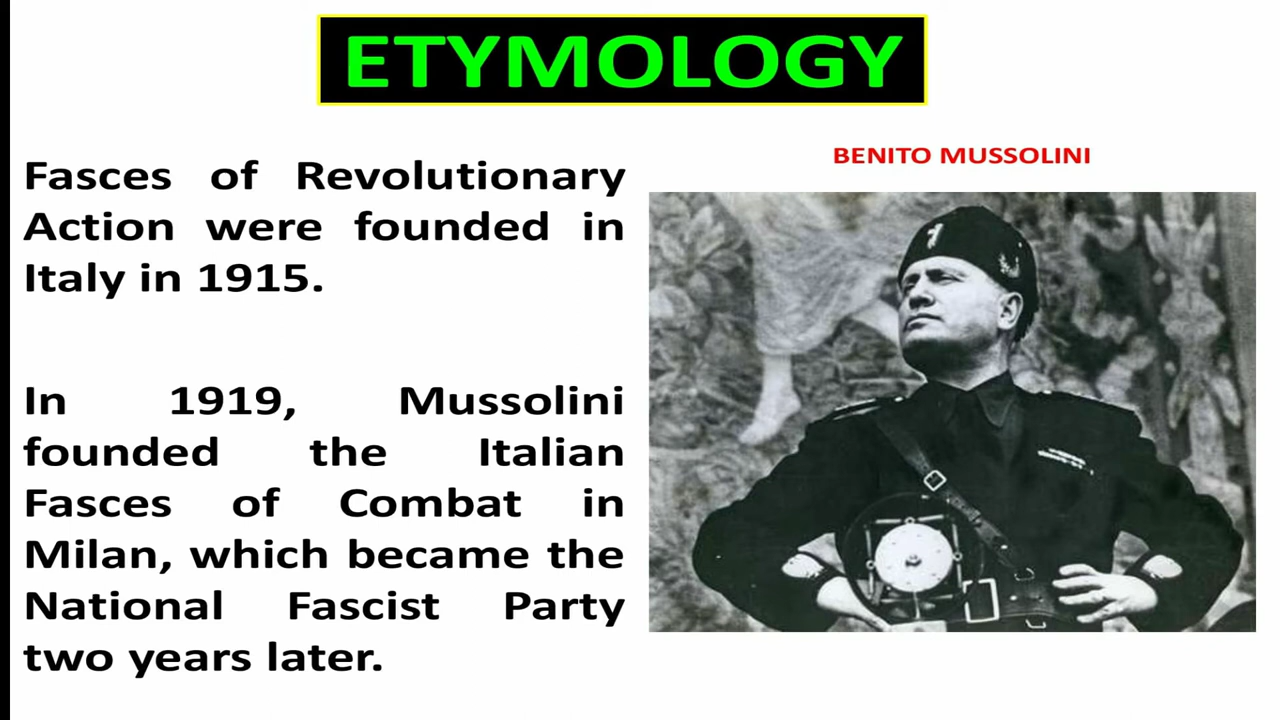 ETYMOLOGY
BENITO MUSSOLINI
Fasces of Revolutionary
Action were founded in
Italy in 1915.
In 1919, Mussolini
founded the Italian
Fasces of Combat in
Milan, which became the
National Fascist Party
two years later.